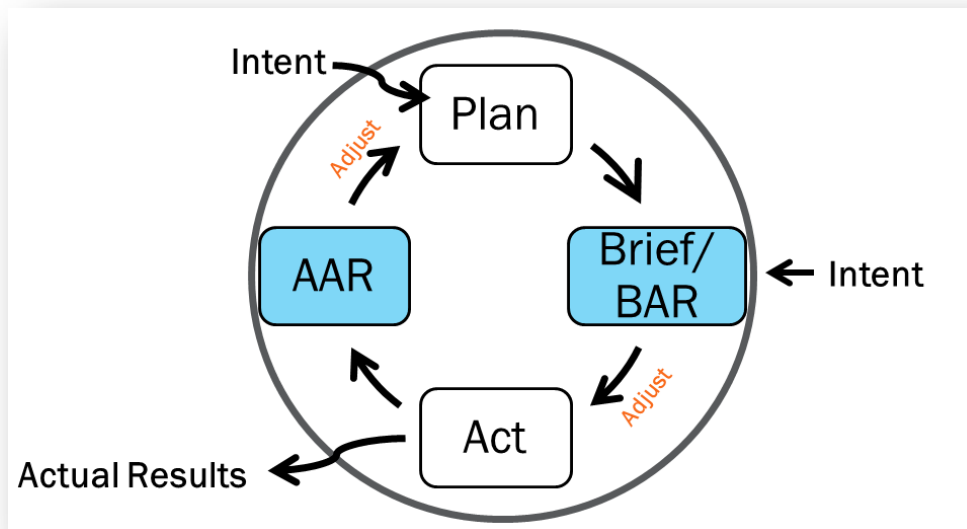 Intent
Plan
Adjust
AAR
Brief/
BAR
Intent
Adjust
Act
Actual Results